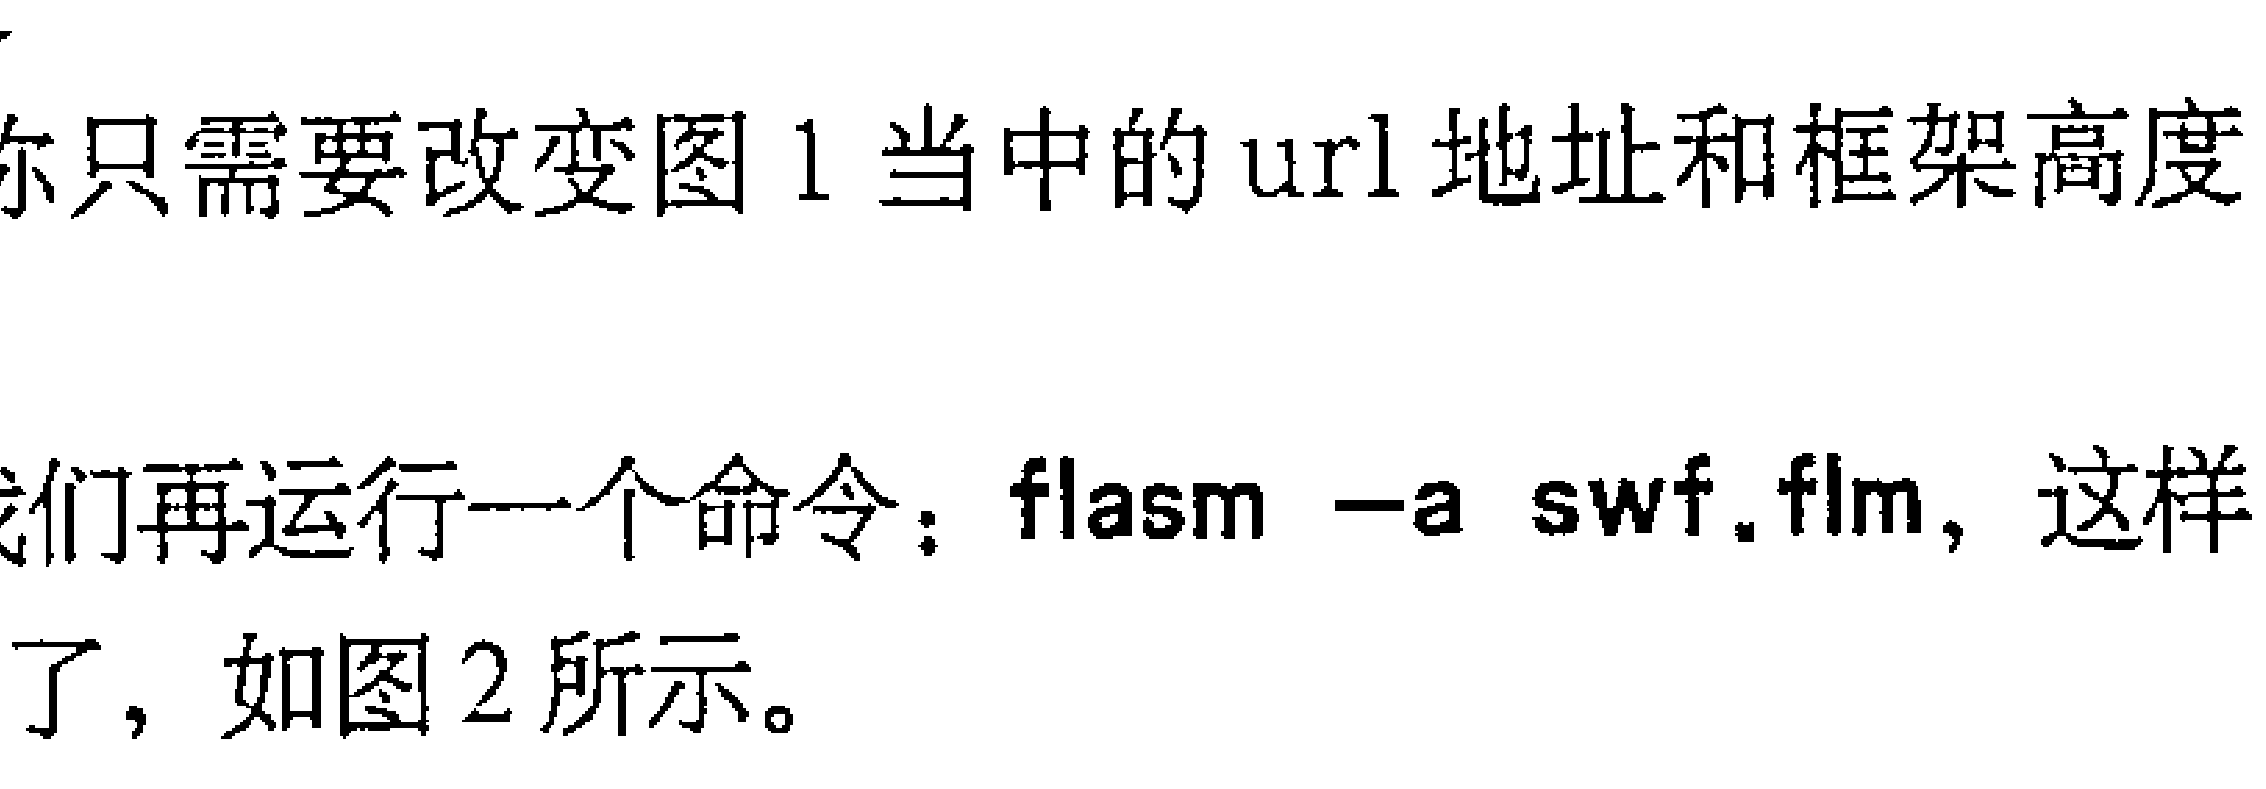 你只需要改变图 1 当中的 url 地址和框架高度
我们再运行一个命令：flasm -a swf.flm，这样
了，如图 2 所示。